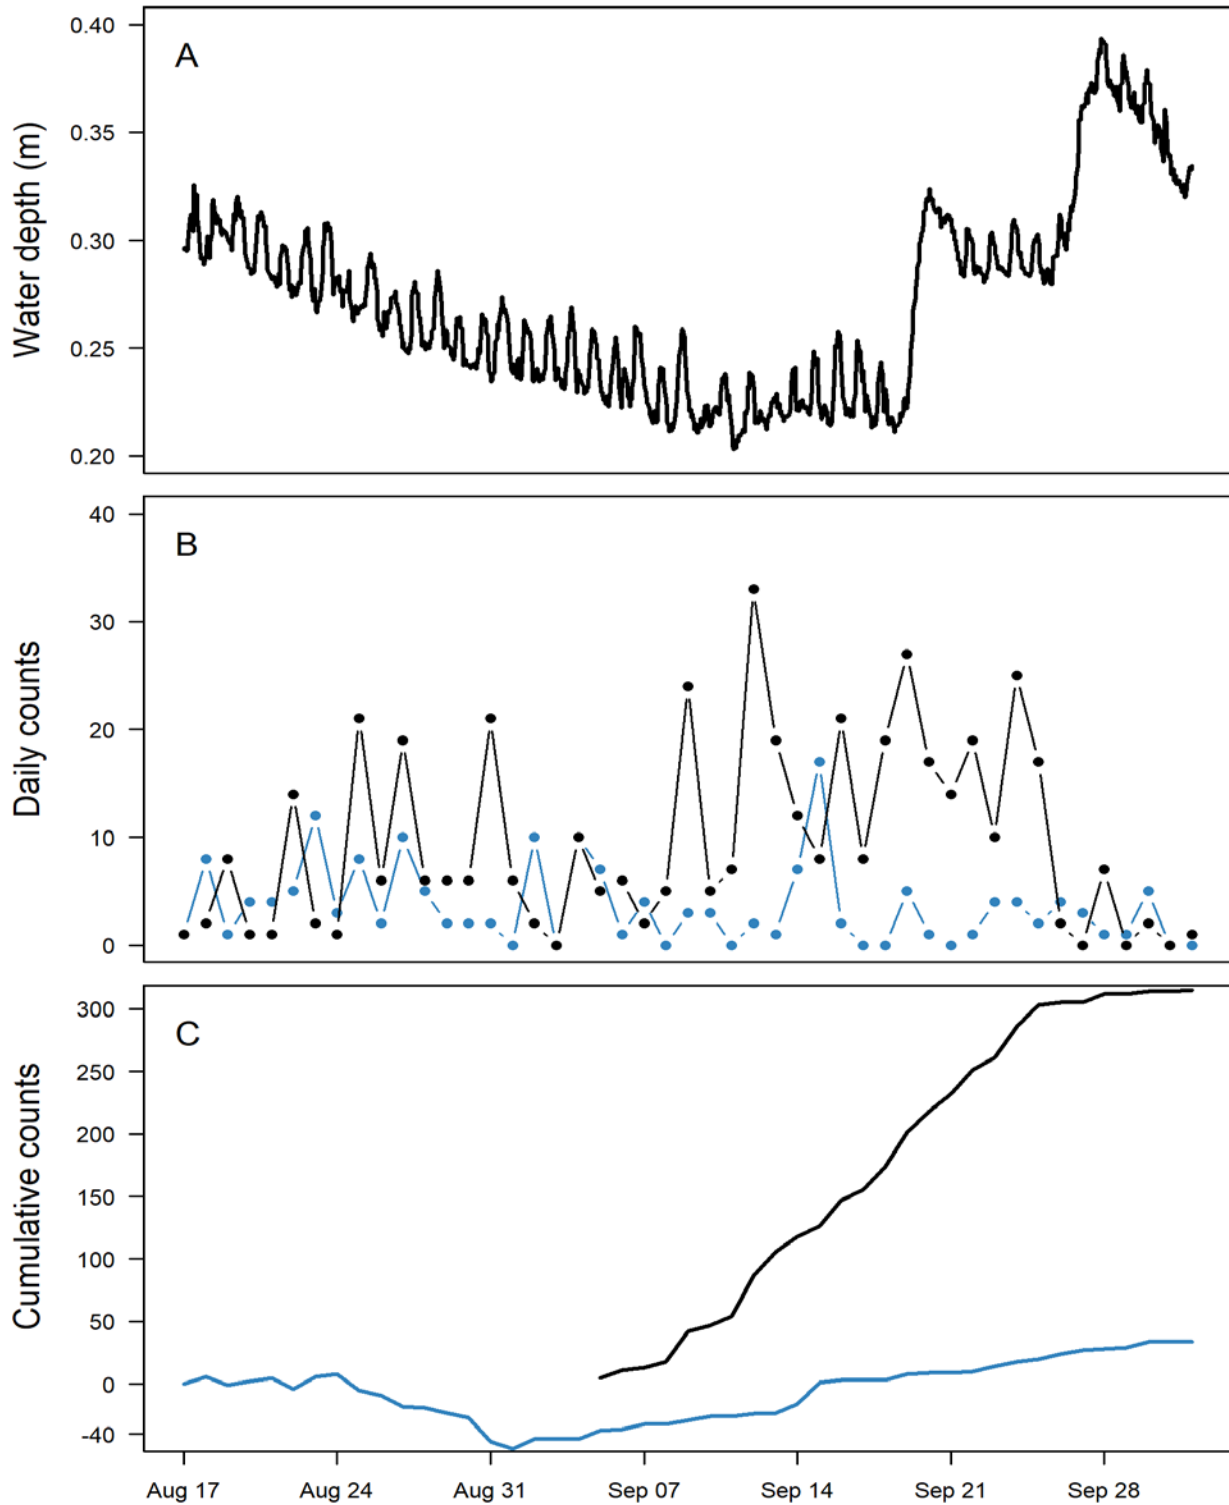 A
Water depth (m)
0.40
0.35
0.30
0.25
0.20
B
Daily counts
40
30
20
10
0
C
Cumulative counts
300
250
200
150
100
50
0
-40
Aug 17 Aug 24 Aug 31 Sep 07 Sep 14 Sep 21 Sep 28